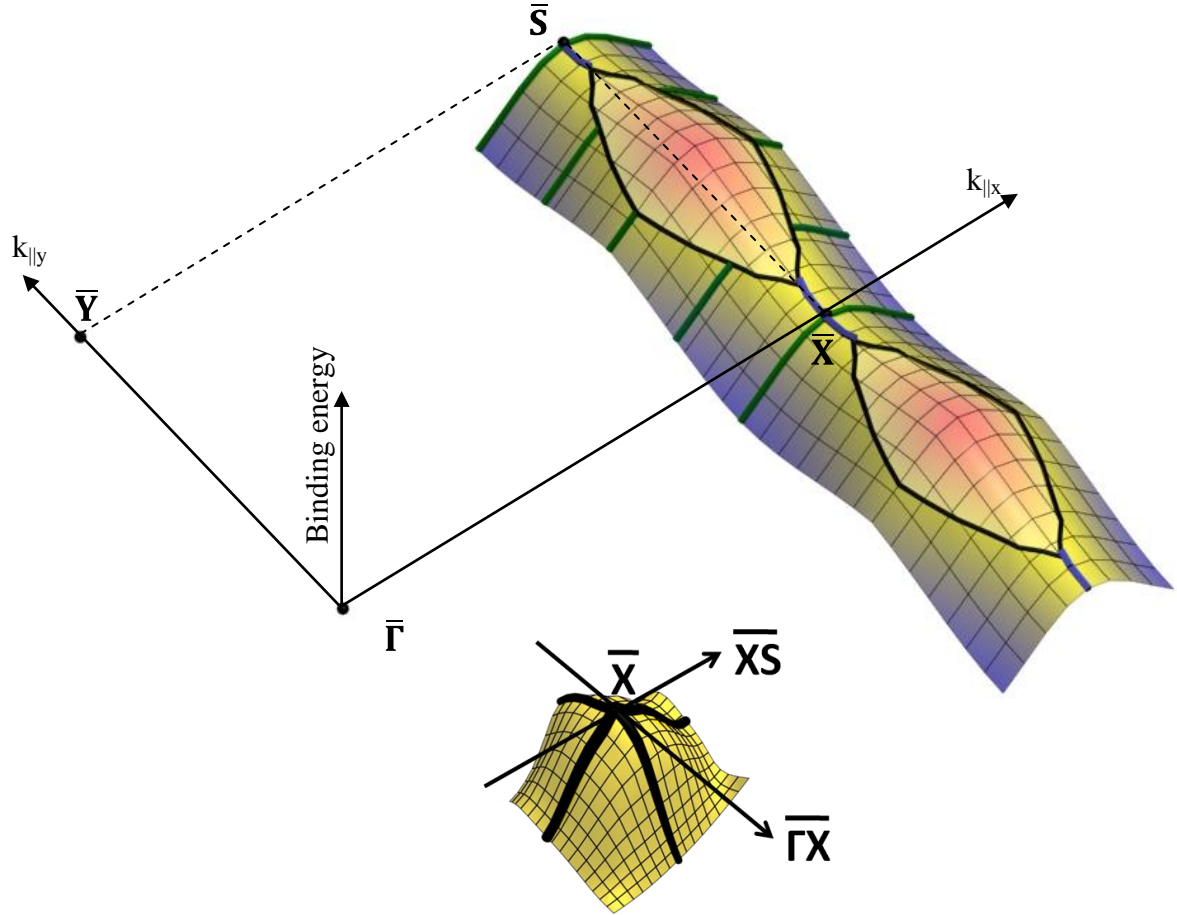 S̅
k||x
k||y
Y̅
X̅
Binding energy
Γ̅
X̅
X̅S̅
Γ̅X̅